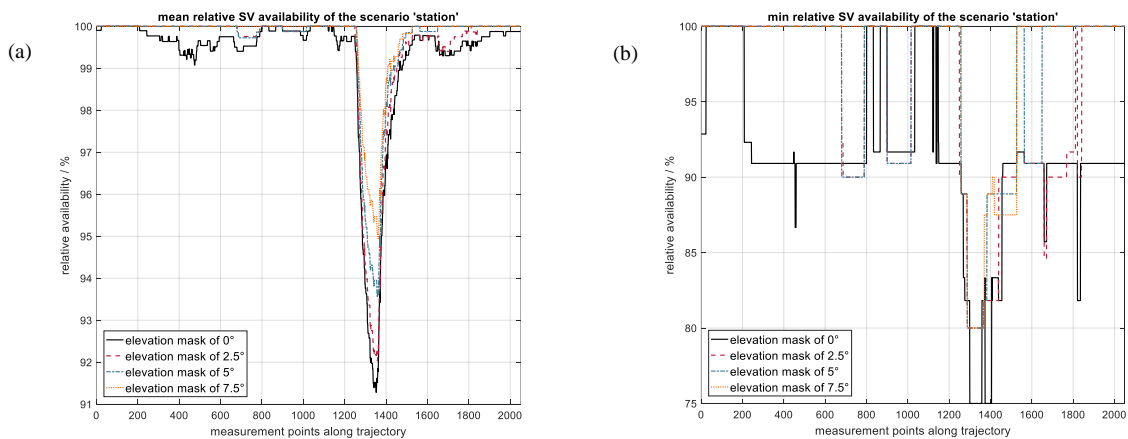 (a)
mean relative SV availability of the scenario 'station'
100
99
98
97
96
95
94
93
92
91
relative availability / %
elevation mask of 0°
elevation mask of 2.5°
elevation mask of 5°
elevation mask of 7.5°
0 200 400 600 800 1000 1200 1400 1600 1800 2000
measurement points along trajectory
(b)
min relative SV availability of the scenario 'station'
100
95
90
85
80
75
relative availability / %
elevation mask of 0°
elevation mask of 2.5°
elevation mask of 5°
elevation mask of 7.5°
0 200 400 600 800 1000 1200 1400 1600 1800 2000
measurement points along trajectory